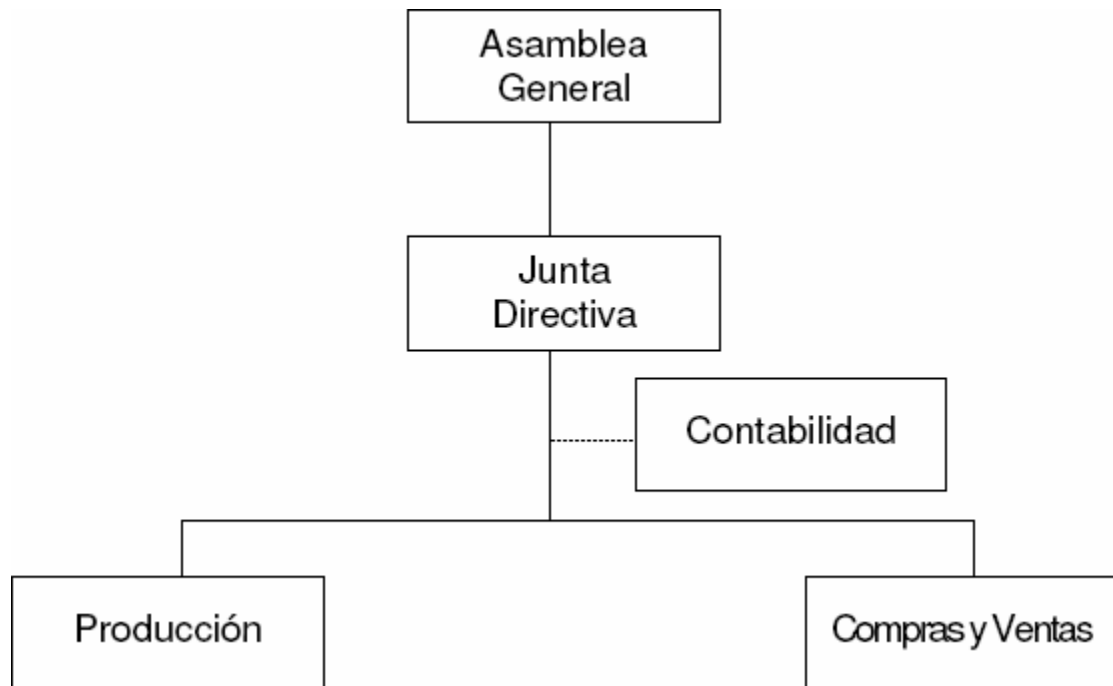 Asamblea
General
Junta
Directiva
Contabilidad
Producción
Compras y Ventas